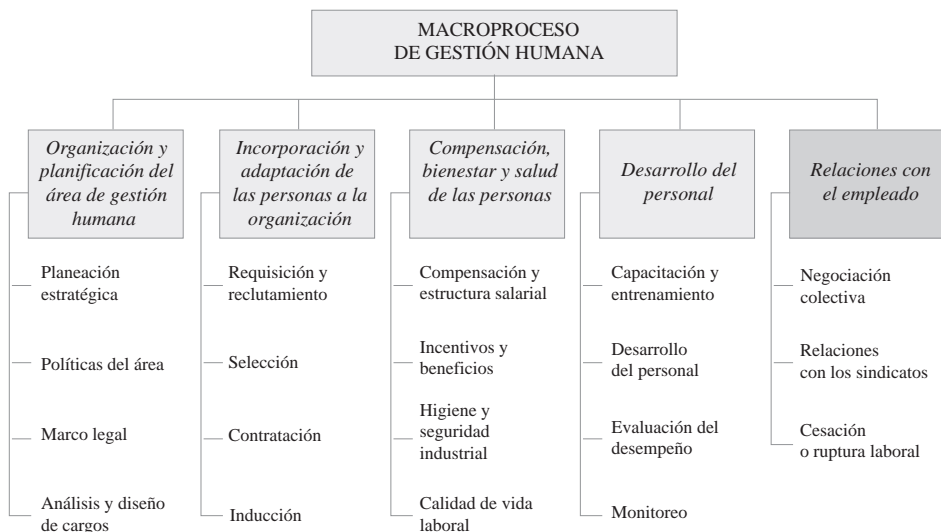 MACROPROCESO
DE GESTIÓN HUMANA
Organización y
planificación del
área de gestión
humana
Planeación
estratégica
Políticas del área
Marco legal
Análisis y diseño
de cargos
Incorporación y
adaptación de
las personas a la
organización
Requisición y
reclutamiento
Selección
Contratación
Inducción
Compensación,
bienestar y salud
de las personas
Compensación y
estructura salarial
Incentivos y
beneficios
Higiene y
seguridad
industrial
Calidad de vida
laboral
Desarrollo del
personal
Capacitación y
entrenamiento
Desarrollo
del personal
Evaluación del
desempeño
Monitoreo
Relaciones con
el empleado
Negociación
colectiva
Relaciones
con los sindicatos
Cesación
o ruptura laboral